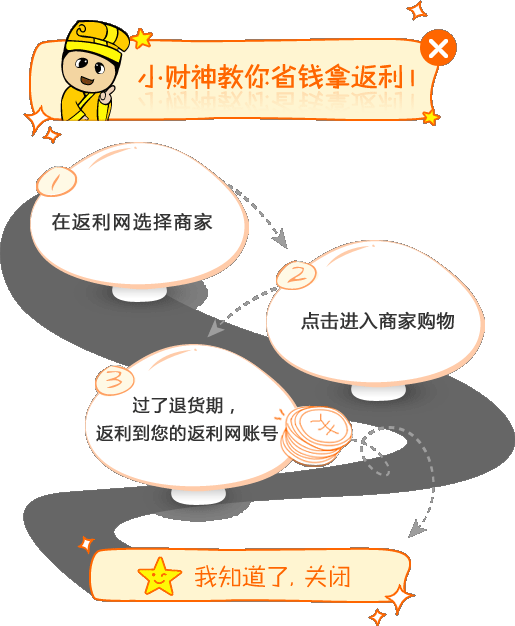 小财神教你省钱拿返利！
1
在返利网选择商家
2
点击进入商家购物
3
过了退货期，
返利到您的返利网账号
¥
我知道了, 关闭